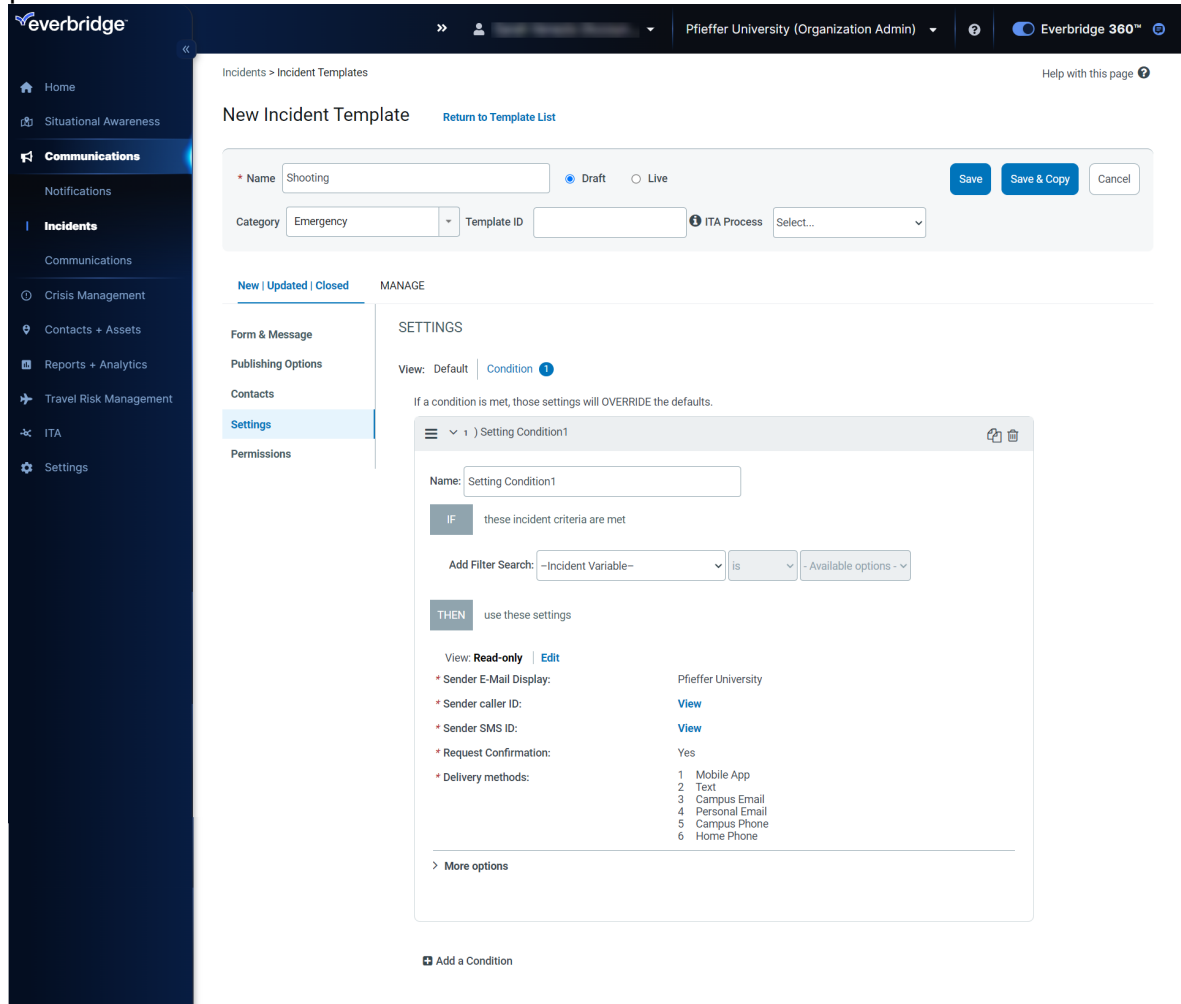 everbridge
Pfieffer University (Organization Admin)
Everbridge 360™
Home
Situational Awareness
Communications
Notifications
Incidents
Communications
Crisis Management
Contacts + Assets
Reports + Analytics
Travel Risk Management
ITA
Settings
Incidents > Incident Templates
Help with this page
New Incident Template Return to Template List
* Name Shooting Draft Live Save Save & Copy Cancel
Category Emergency Template ID ITA Process Select...
New | Updated | Closed MANAGE
Form & Message
Publishing Options
Contacts
Settings
Permissions
SETTINGS
View: Default Condition 1
If a condition is met, those settings will OVERRIDE the defaults.
1 ) Setting Condition1
Name: Setting Condition1
IF these incident criteria are met
Add Filter Search: –Incident Variable– is - Available options -
THEN use these settings
View: Read-only Edit
* Sender E-Mail Display: Pfieffer University
* Sender caller ID: View
* Sender SMS ID: View
* Request Confirmation: Yes
* Delivery methods: 1 Mobile App
2 Text
3 Campus Email
4 Personal Email
5 Campus Phone
6 Home Phone
More options
Add a Condition